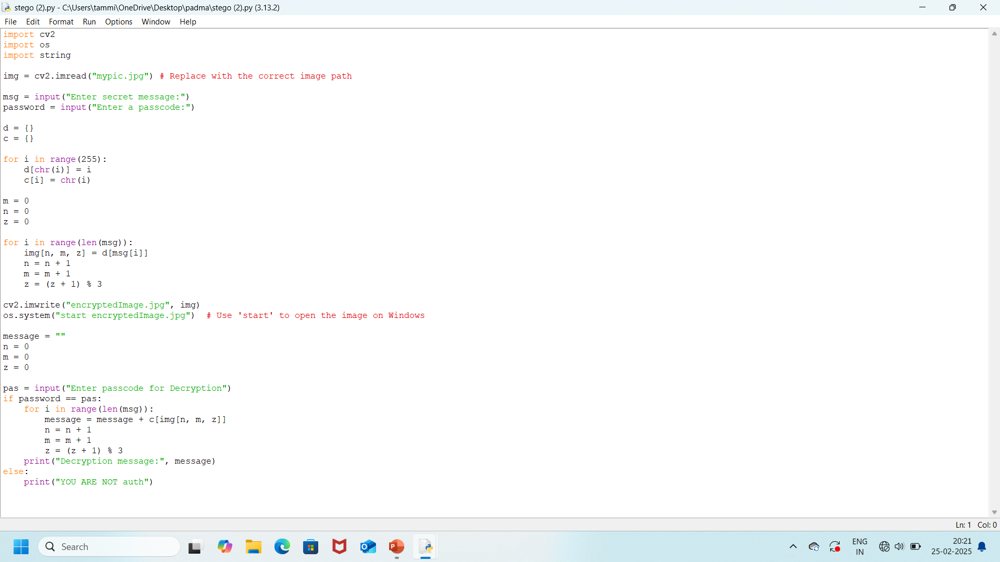 stego (2).py - C:\Users\tammi\OneDrive\Desktop\padma\stego (2).py (3.13.2)
File Edit Format Run Options Window Help
import cv2
import os
import string

img = cv2.imread("mypic.jpg") # Replace with the correct image path

msg = input("Enter secret message:")
password = input("Enter a passcode:")

d = {}
c = {}

for i in range(255):
    d[chr(i)] = i
    c[i] = chr(i)

m = 0
n = 0
z = 0

for i in range(len(msg)):
    img[n, m, z] = d[msg[i]]
    n = n + 1
    m = m + 1
    z = (z + 1) % 3

cv2.imwrite("encryptedImage.jpg", img)
os.system("start encryptedImage.jpg")  # Use 'start' to open the image on Windows

message = ""
n = 0
m = 0
z = 0

pas = input("Enter passcode for Decryption")
if password == pas:
    for i in range(len(msg)):
        message = message + c[img[n, m, z]]
        n = n + 1
        m = m + 1
        z = (z + 1) % 3
    print("Decryption message:", message)
else:
    print("YOU ARE NOT auth")
Ln: 1 Col: 0
Search
ENG
IN
20:21
25-02-2025